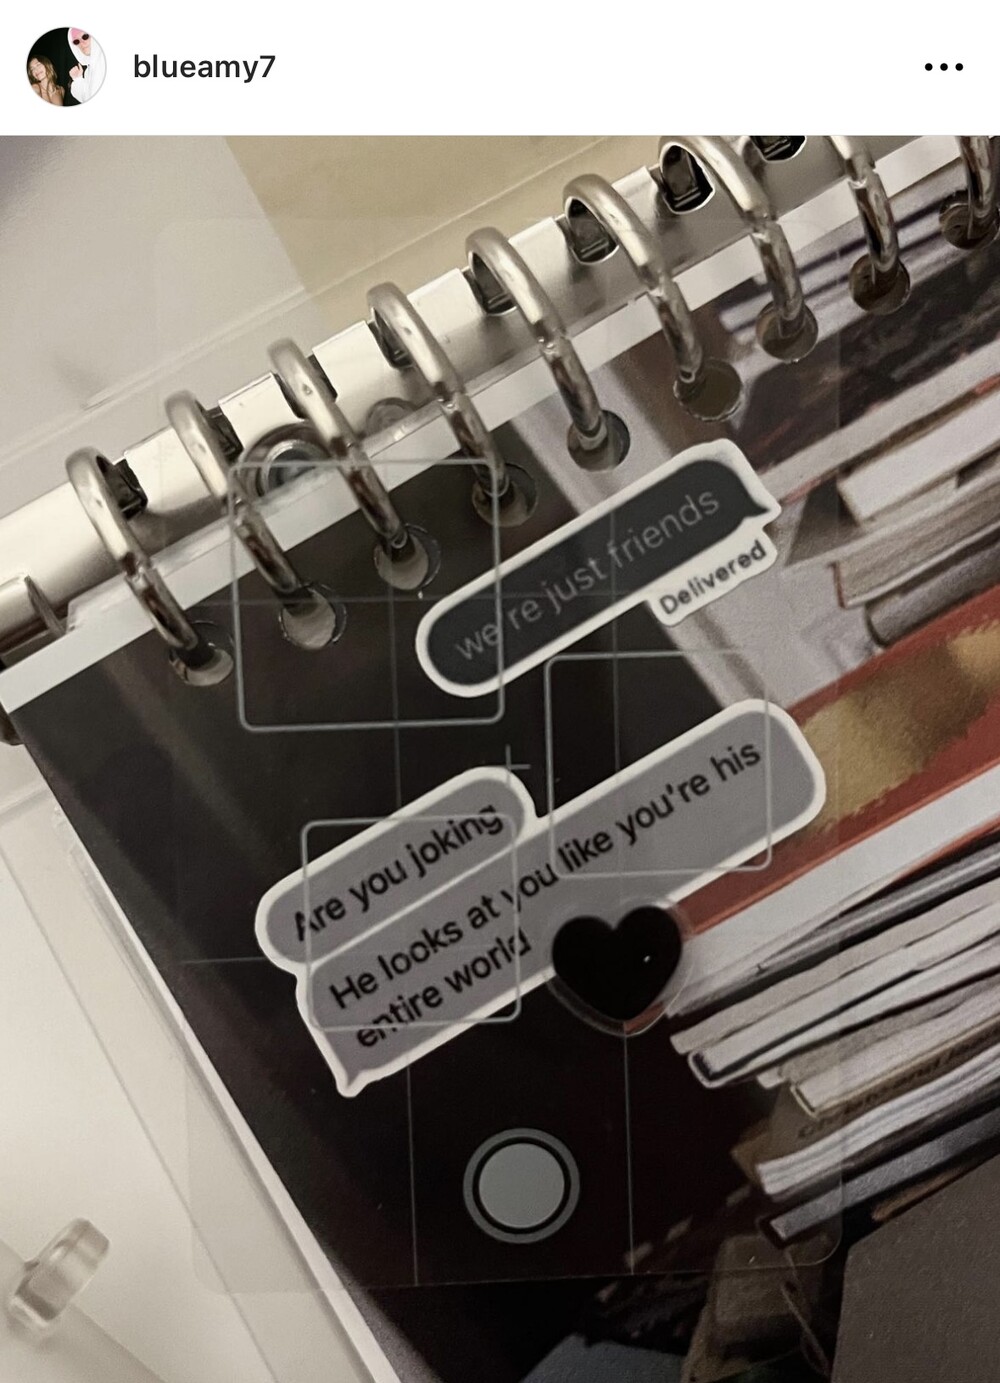 blueamy7
we're just friends
Delivered
Are you joking
He looks at you like you're his
entire world